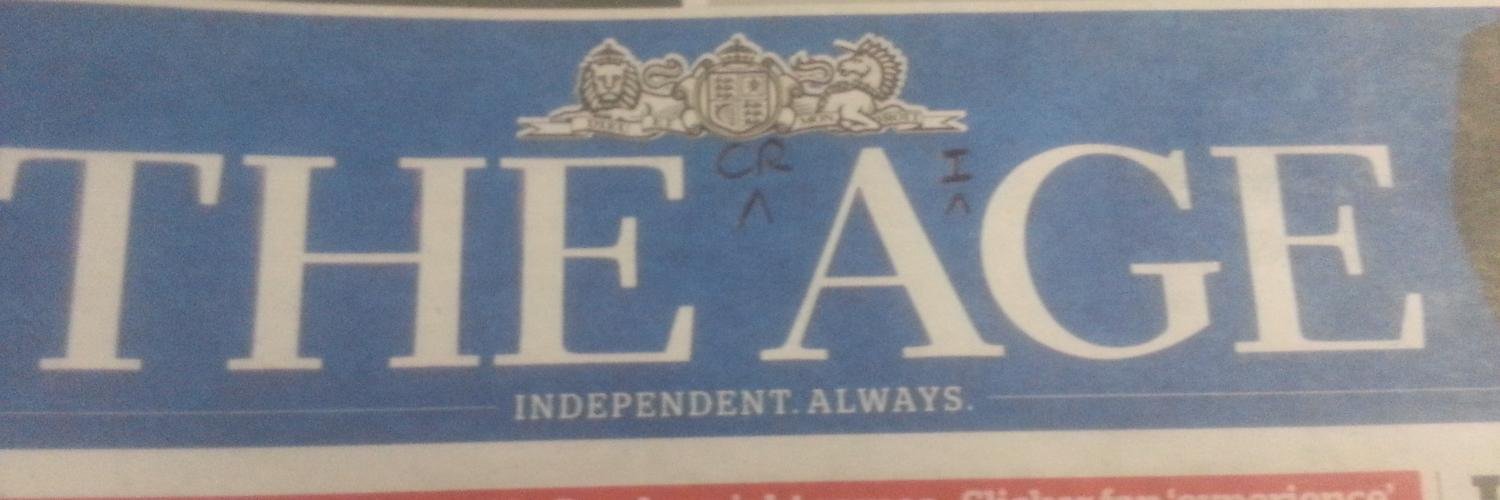 CR I
^ ^
THE AGE
INDEPENDENT. ALWAYS.